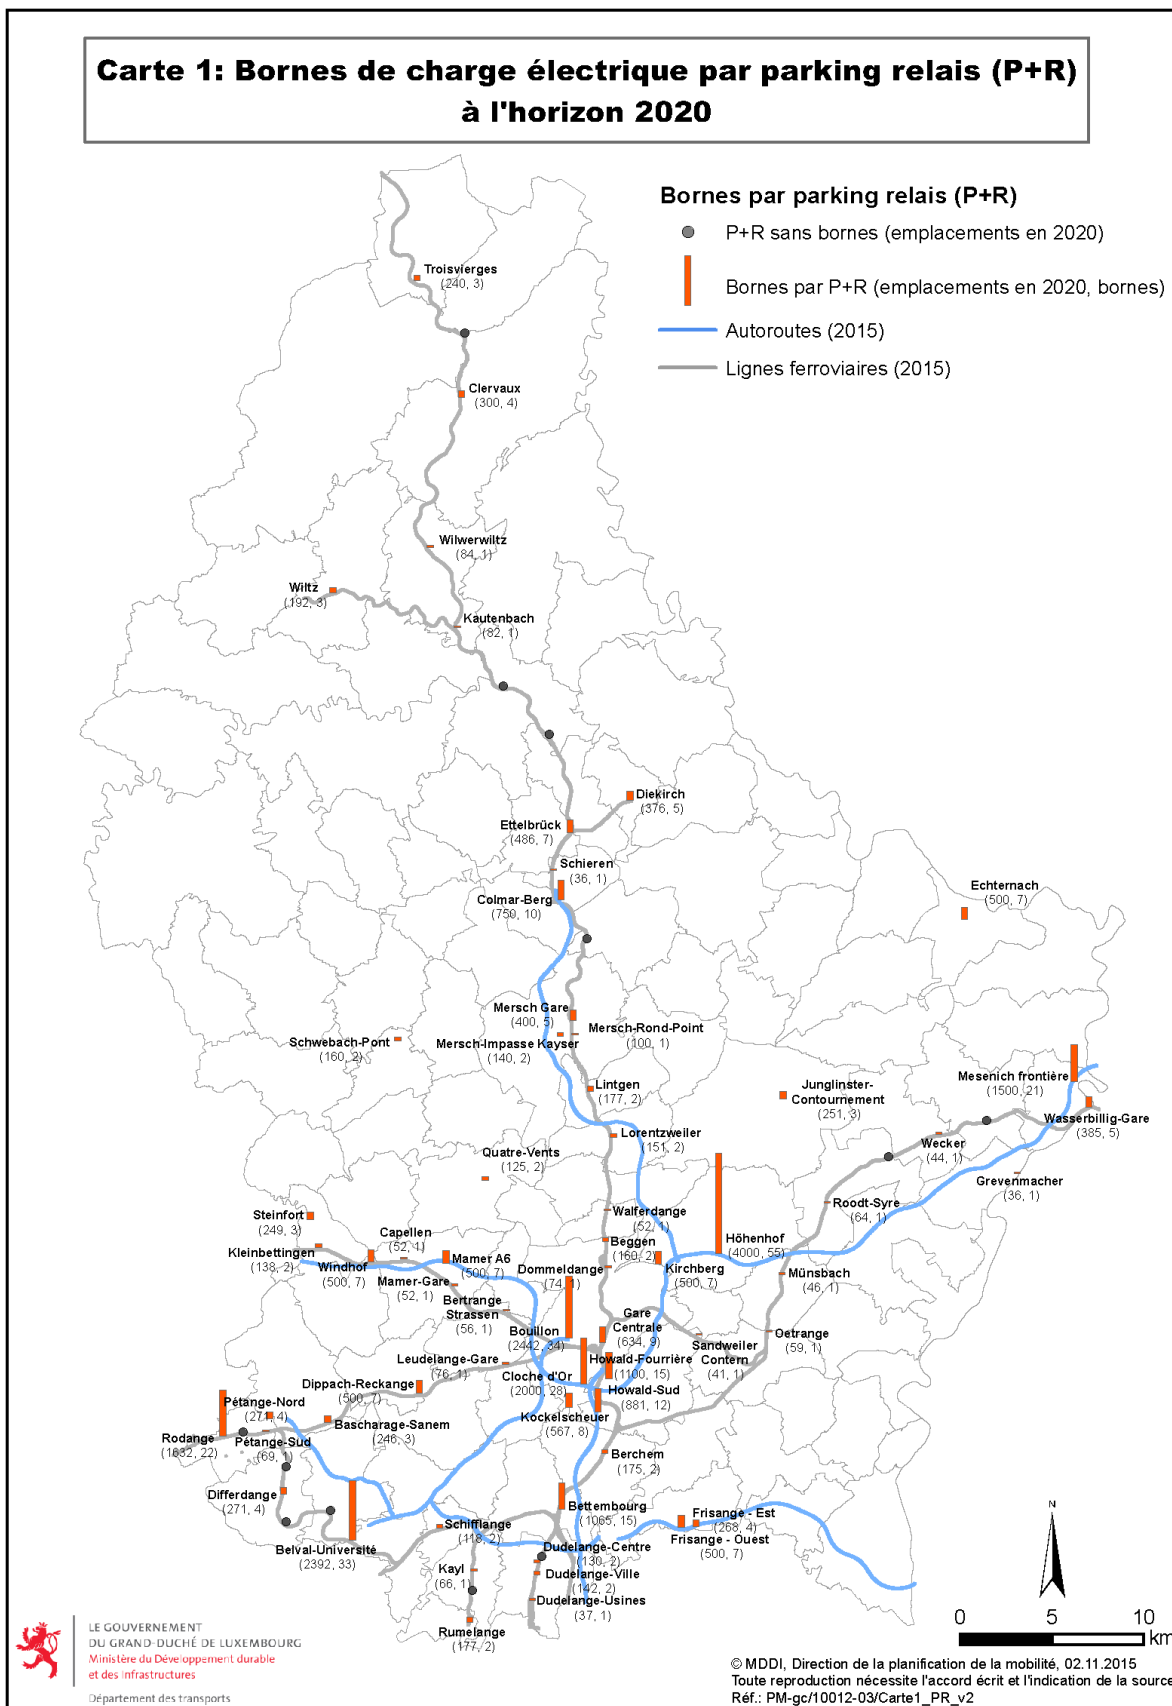 Carte 1: Bornes de charge électrique par parking relais (P+R)
à l'horizon 2020
Bornes par parking relais (P+R)
P+R sans bornes (emplacements en 2020)
Bornes par P+R (emplacements en 2020, bornes)
Autoroutes (2015)
Lignes ferroviaires (2015)
Troisvierges
(240, 3)
Clervaux
(300, 4)
Wilwerwiltz
(84, 1)
Wiltz
(192, 3)
Kautenbach
(82, 1)
Diekirch
(376, 5)
Ettelbrück
(486, 7)
Schieren
(36, 1)
Colmar-Berg
(750, 10)
Echternach
(500, 7)
Mersch Gare
(400, 5)
Mersch-Rond-Point
(100, 1)
Mersch-Impasse Kayser
(140, 2)
Schwebach-Pont
(160, 2)
Lintgen
(177, 2)
Junglinster-
Contournement
(251, 3)
Mesenich frontière
(1500, 21)
Wasserbillig-Gare
(385, 5)
Lorentzweiler
(151, 2)
Wecker
(44, 1)
Quatre-Vents
(125, 2)
Grevenmacher
(36, 1)
Roodt-Syre
(64, 1)
Steinfort
(249, 3)
Walferdange
(52, 1)
Capellen
(52, 1)
Kleinbettingen
(138, 2)
Beggen
(160, 2)
Höhenhof
(4000, 55)
Windhof
(500, 7)
Mamer A6
(500, 7)
Dommeldange
(74, 1)
Kirchberg
(500, 7)
Münsbach
(46, 1)
Mamer-Gare
(52, 1)
Bertrange
Strassen
(56, 1)
Gare
Centrale
(634, 9)
Bouillon
(2442, 34)
Oetrange
(59, 1)
Sandweiler
Contern
(41, 1)
Leudelange-Gare
(76, 1)
Howald-Fourrière
(1100, 15)
Cloche d'Or
(2000, 28)
Dippach-Reckange
(500, 7)
Howald-Sud
(881, 12)
Pétange-Nord
(271, 4)
Kockelscheuer
(567, 8)
Bascharage-Sanem
(246, 3)
Rodange
(1632, 22)
Pétange-Sud
(69, 1)
Berchem
(175, 2)
Differdange
(271, 4)
Bettembourg
(1065, 15)
Frisange - Est
(268, 4)
Schifflange
(118, 2)
Frisange - Ouest
(500, 7)
Belval-Université
(2392, 33)
Dudelange-Centre
(130, 2)
Kayl
(66, 1)
Dudelange-Ville
(142, 2)
Dudelange-Usines
(37, 1)
Rumelange
(177, 2)
N
0 5 10
km
LE GOUVERNEMENT
DU GRAND-DUCHÉ DE LUXEMBOURG
Ministère du Développement durable
et des Infrastructures
Département des transports
© MDDI, Direction de la planification de la mobilité, 02.11.2015
Toute reproduction nécessite l'accord écrit et l'indication de la source
Réf.: PM-gc/10012-03/Carte1_PR_v2